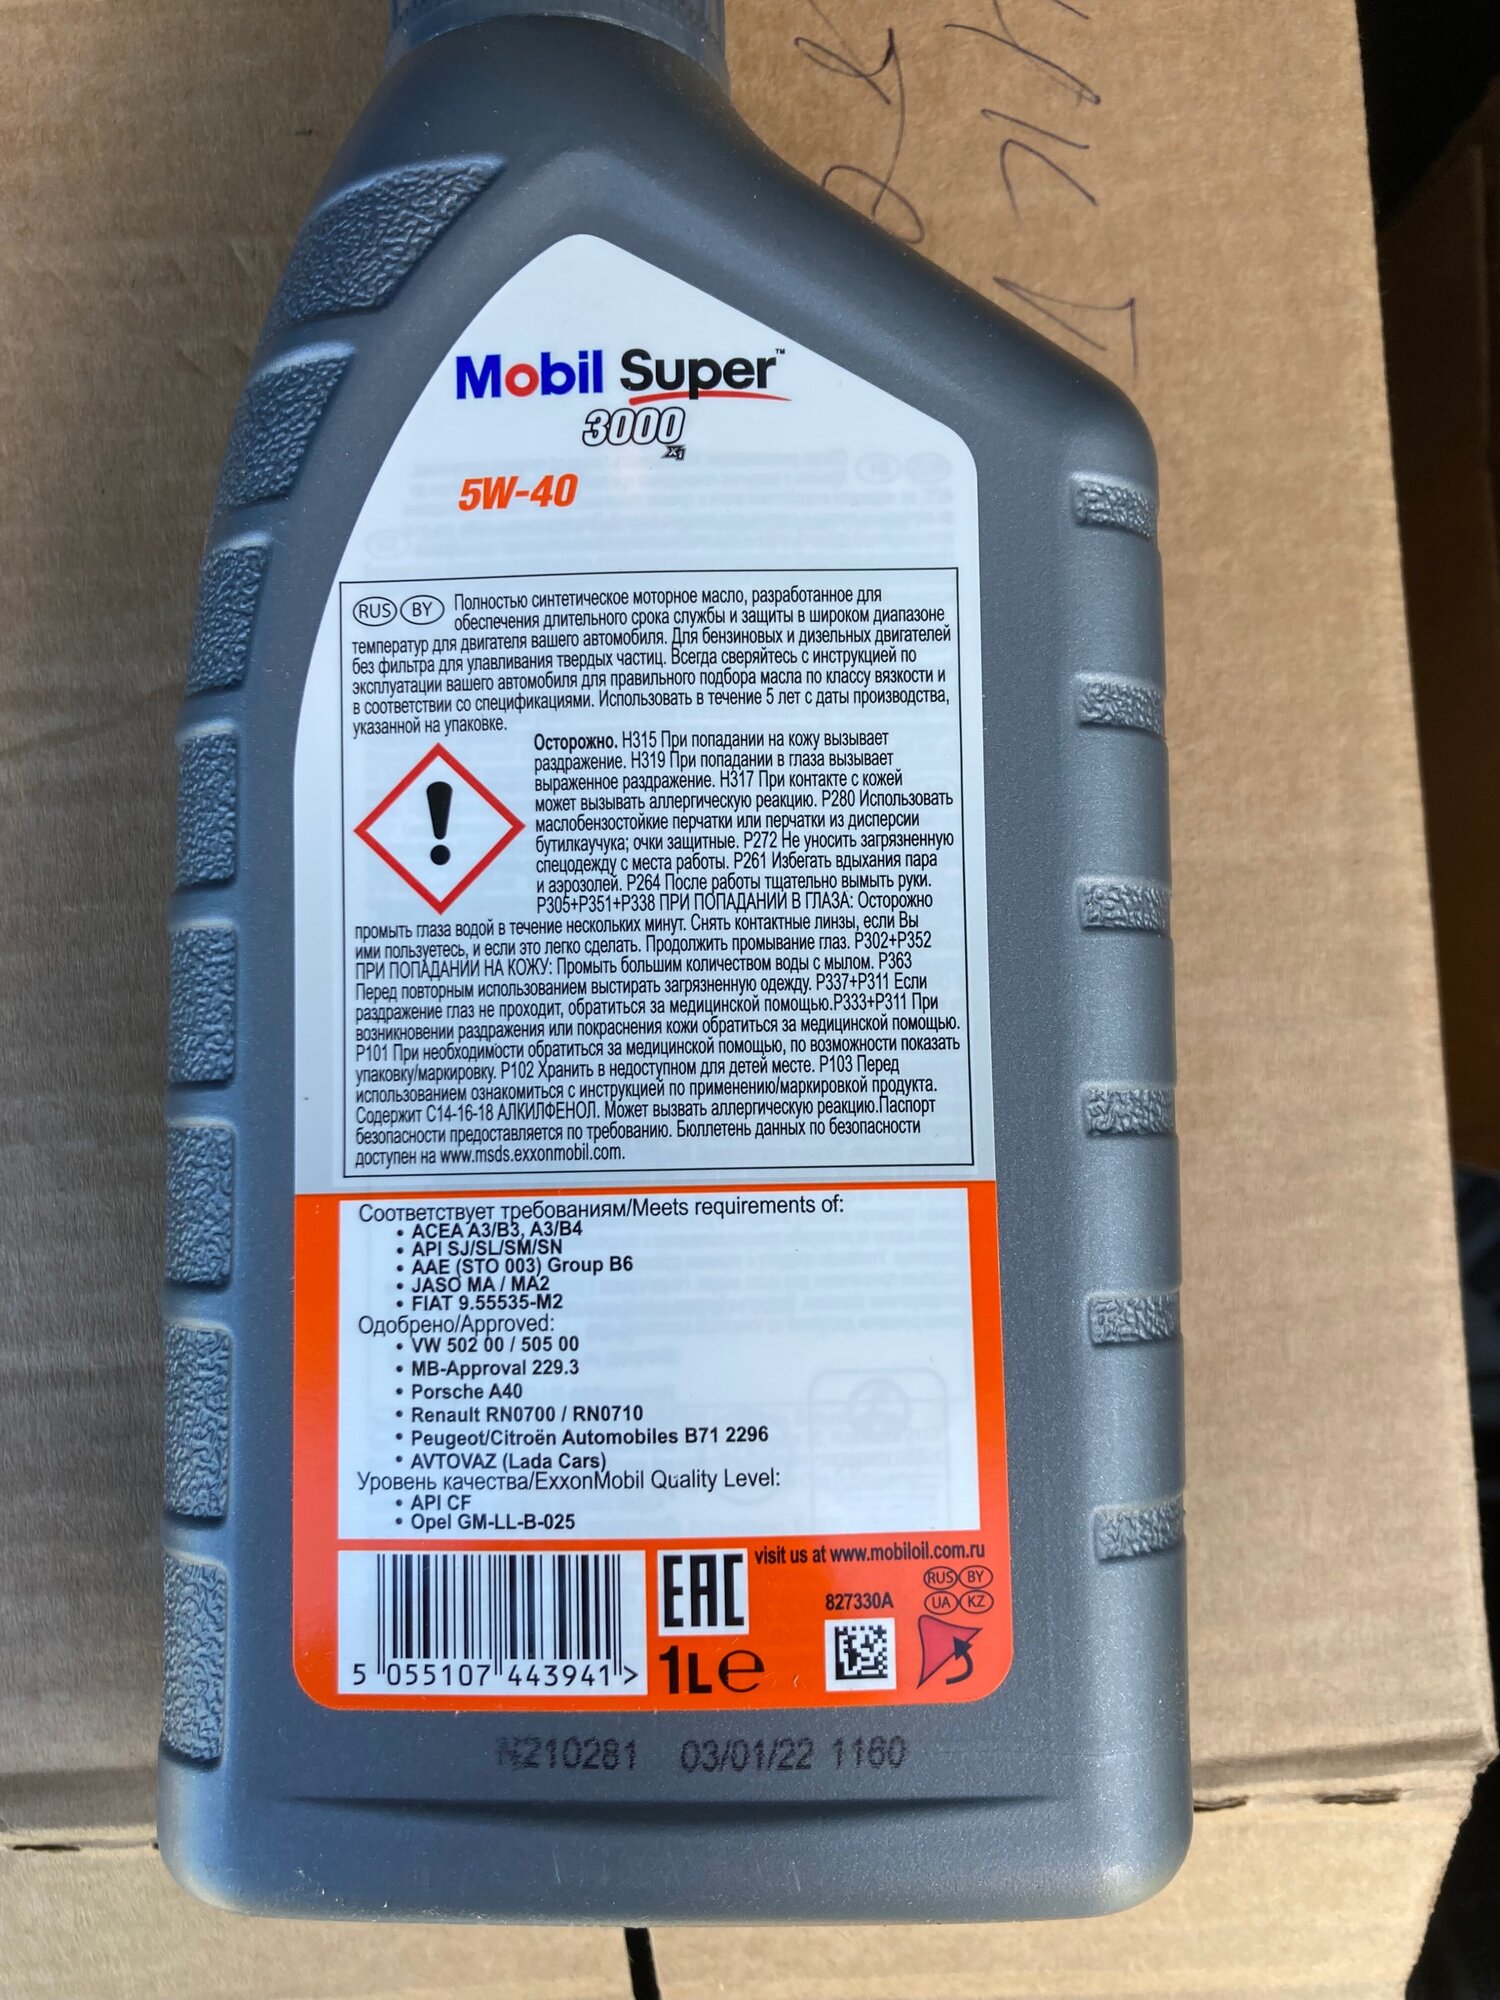 Mobil Super™
3000
X1
5W-40
RUS BY Полностью синтетическое моторное масло, разработанное для
обеспечения длительного срока службы и защиты в широком диапазоне
температур для двигателя вашего автомобиля. Для бензиновых и дизельных двигателей
без фильтра для улавливания твердых частиц. Всегда сверяйтесь с инструкцией по
эксплуатации вашего автомобиля для правильного подбора масла по классу вязкости и
в соответствии со спецификациями. Использовать в течение 5 лет с даты производства,
указанной на упаковке.
Осторожно. H315 При попадании на кожу вызывает
раздражение. H319 При попадании в глаза вызывает
выраженное раздражение. H317 При контакте с кожей
может вызывать аллергическую реакцию. P280 Использовать
маслобензостойкие перчатки или перчатки из дисперсии
бутилкаучука; очки защитные. P272 Не уносить загрязненную
спецодежду с места работы. P261 Избегать вдыхания пара
и аэрозолей. P264 После работы тщательно вымыть руки.
P305+P351+P338 ПРИ ПОПАДАНИИ В ГЛАЗА: Осторожно
промыть глаза водой в течение нескольких минут. Снять контактные линзы, если Вы
ими пользуетесь, и если это легко сделать. Продолжить промывание глаз. P302+P352
ПРИ ПОПАДАНИИ НА КОЖУ: Промыть большим количеством воды с мылом. P363
Перед повторным использованием выстирать загрязненную одежду. P337+P311 Если
раздражение глаз не проходит, обратиться за медицинской помощью.P333+P311 При
возникновении раздражения или покраснения кожи обратиться за медицинской помощью.
P101 При необходимости обратиться за медицинской помощью, по возможности показать
упаковку/маркировку. P102 Хранить в недоступном для детей месте. P103 Перед
использованием ознакомиться с инструкцией по применению/маркировкой продукта.
Содержит C14-16-18 АЛКИЛФЕНОЛ. Может вызвать аллергическую реакцию.Паспорт
безопасности предоставляется по требованию. Бюллетень данных по безопасности
доступен на www.msds.exxonmobil.com.
Соответствует требованиям/Meets requirements of:
• ACEA A3/B3, A3/B4
• API SJ/SL/SM/SN
• AAE (STO 003) Group B6
• JASO MA / MA2
• FIAT 9.55535-M2
Одобрено/Approved:
• VW 502 00 / 505 00
• MB-Approval 229.3
• Porsche A40
• Renault RN0700 / RN0710
• Peugeot/Citroën Automobiles B71 2296
• AVTOVAZ (Lada Cars)
Уровень качества/ExxonMobil Quality Level:
• API CF
• Opel GM-LL-B-025
EAC
visit us at www.mobiloil.com.ru
827330A
RUS BY
UA KZ
5 055107 443941 >
1L e
N210281 03/01/22 1160